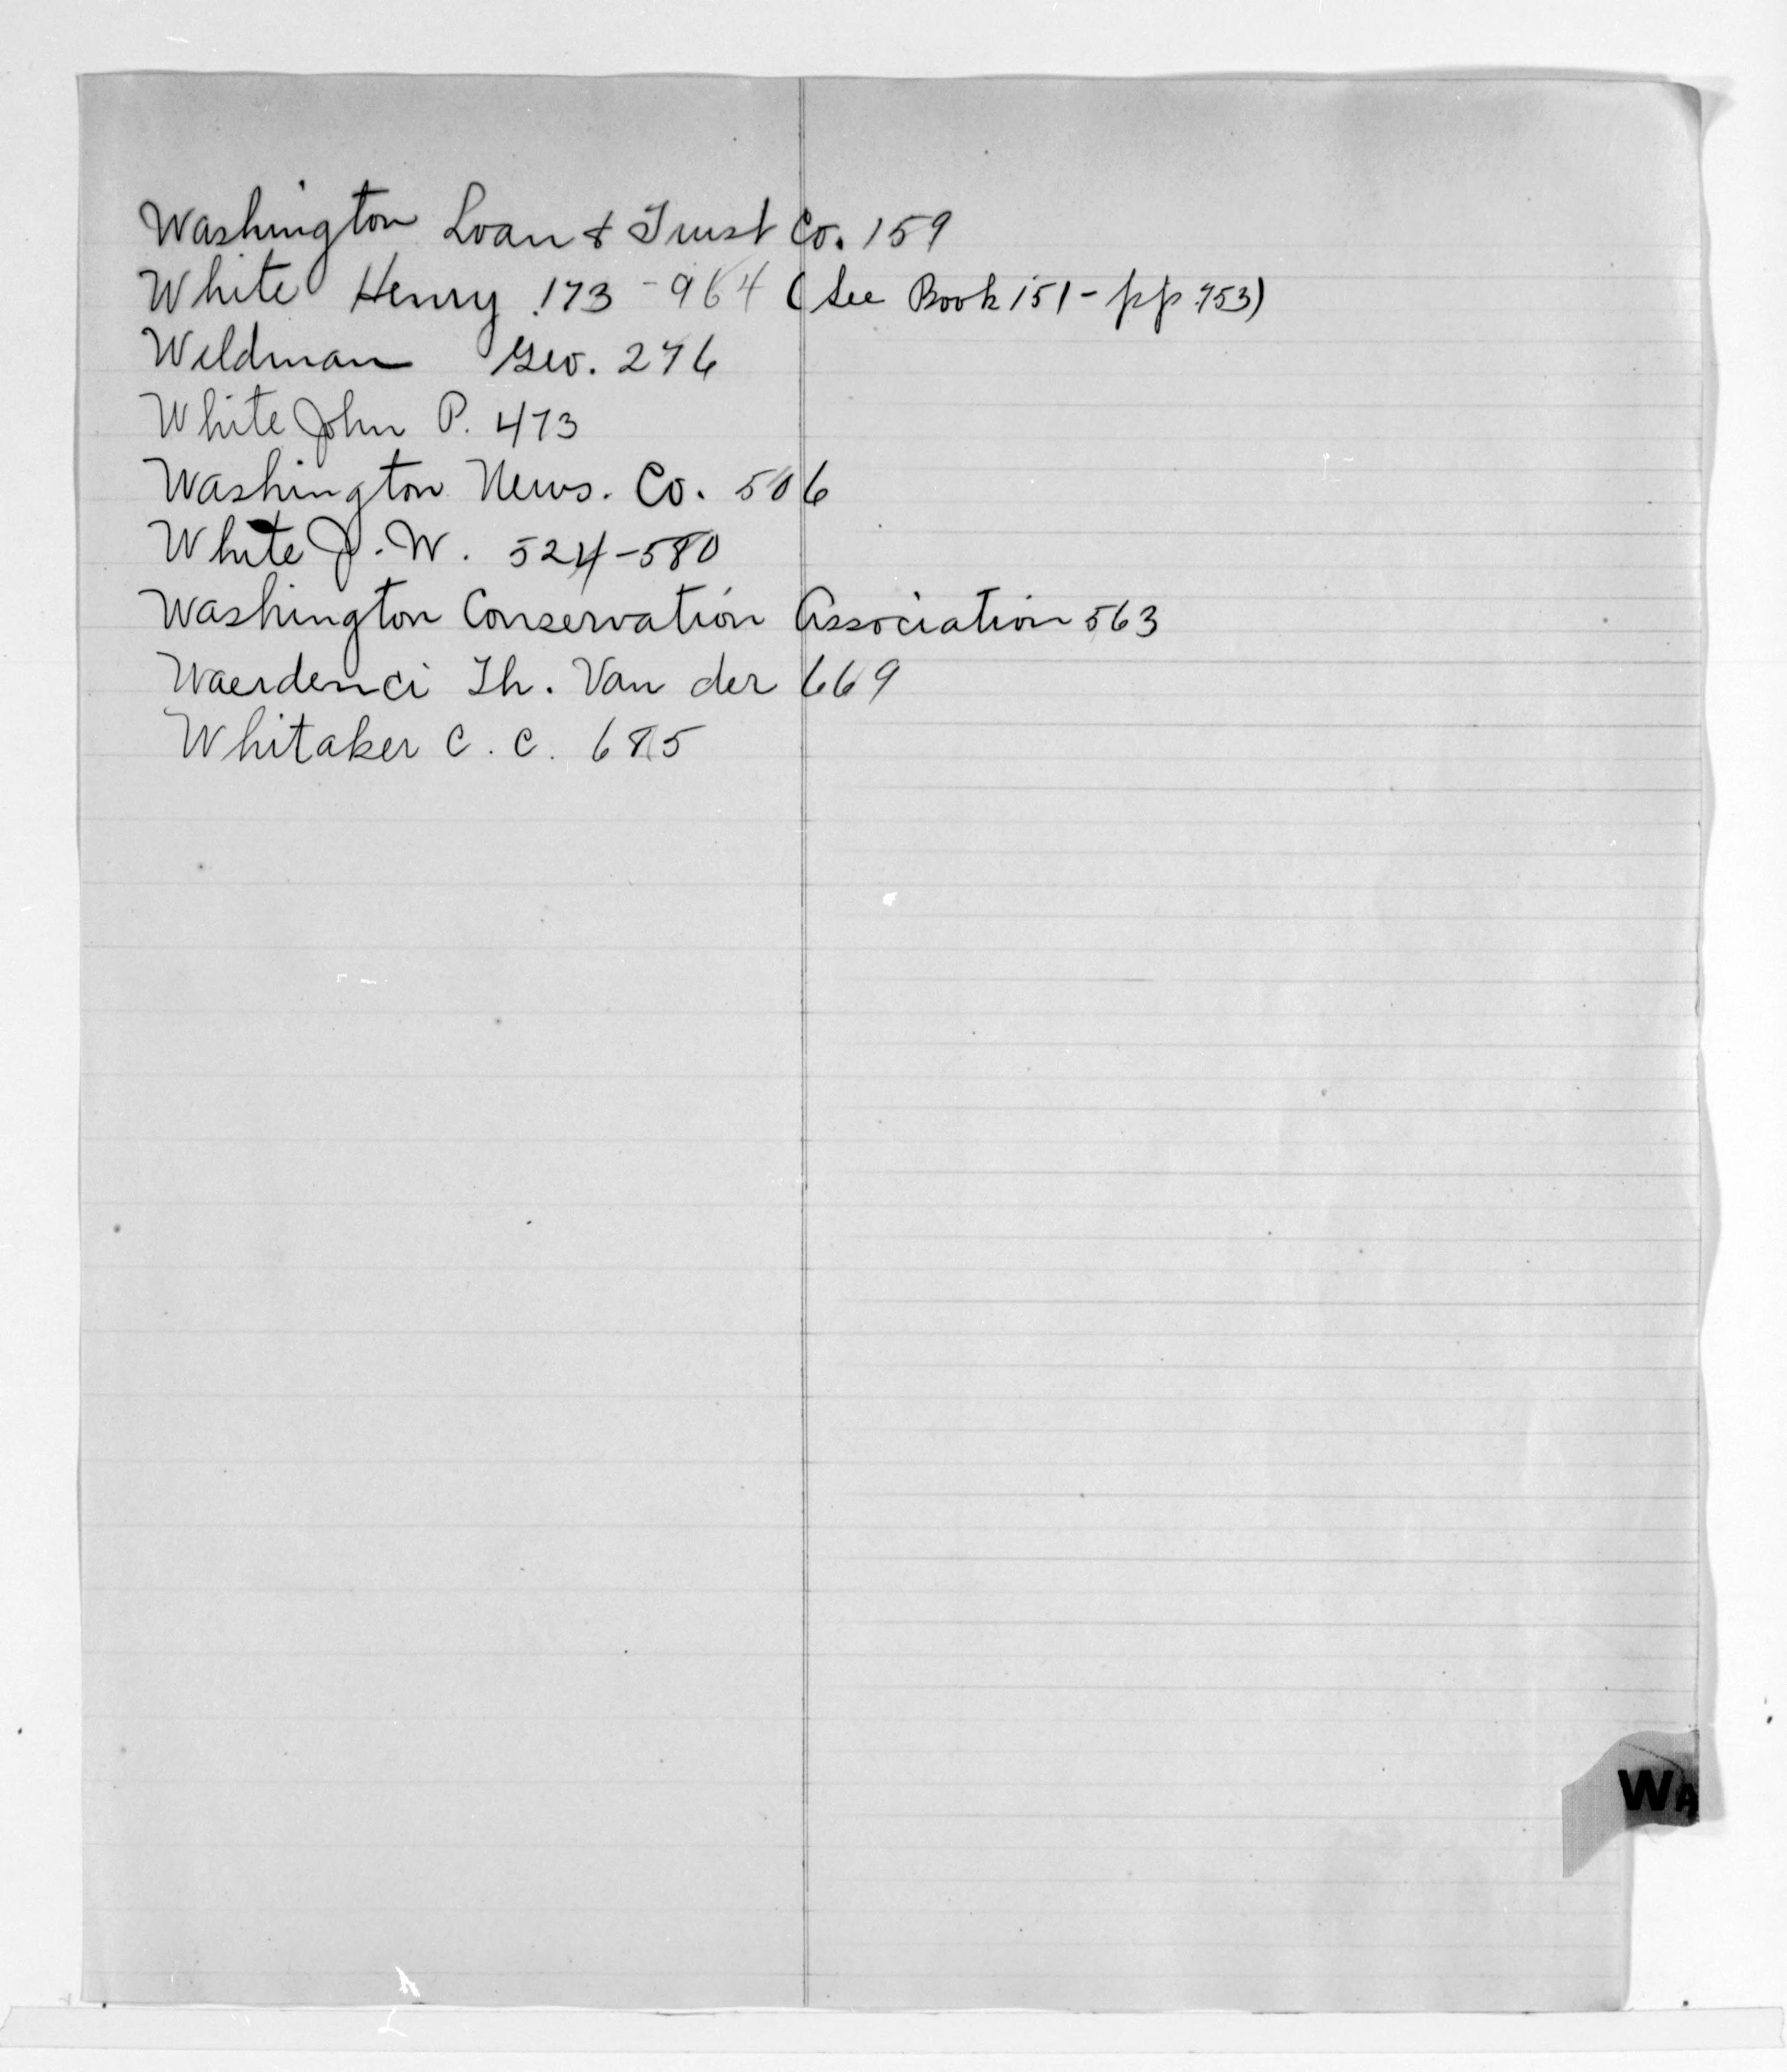 Washington Loan & Trust Co. 159
White Henry 173 - 964 (See Book 151 - pp 753)
Wildman Geo. 276
White John P. 473
Washington News. Co. 506
White J. W. 524-580
Washington Conservation Association 563
Waerdenci Th. Van der 669
Whitaker C. C. 685
WA